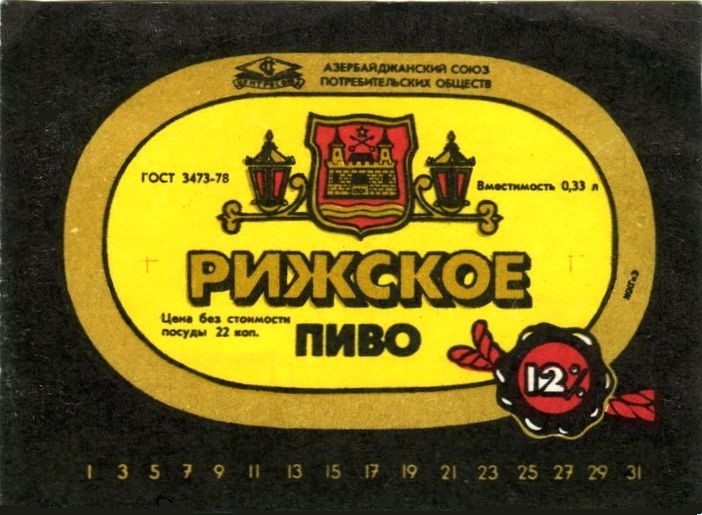 ЦЕНТРОСОЮЗ
АЗЕРБАЙДЖАНСКИЙ СОЮЗ
ПОТРЕБИТЕЛЬСКИХ ОБЩЕСТВ
ГОСТ 3473-78
Вместимость 0,33 л
РИЖСКОЕ
Цена без стоимости
посуды 22 коп.
ПИВО
12%
1 3 5 7 9 11 13 15 17 19 21 23 25 27 29 31